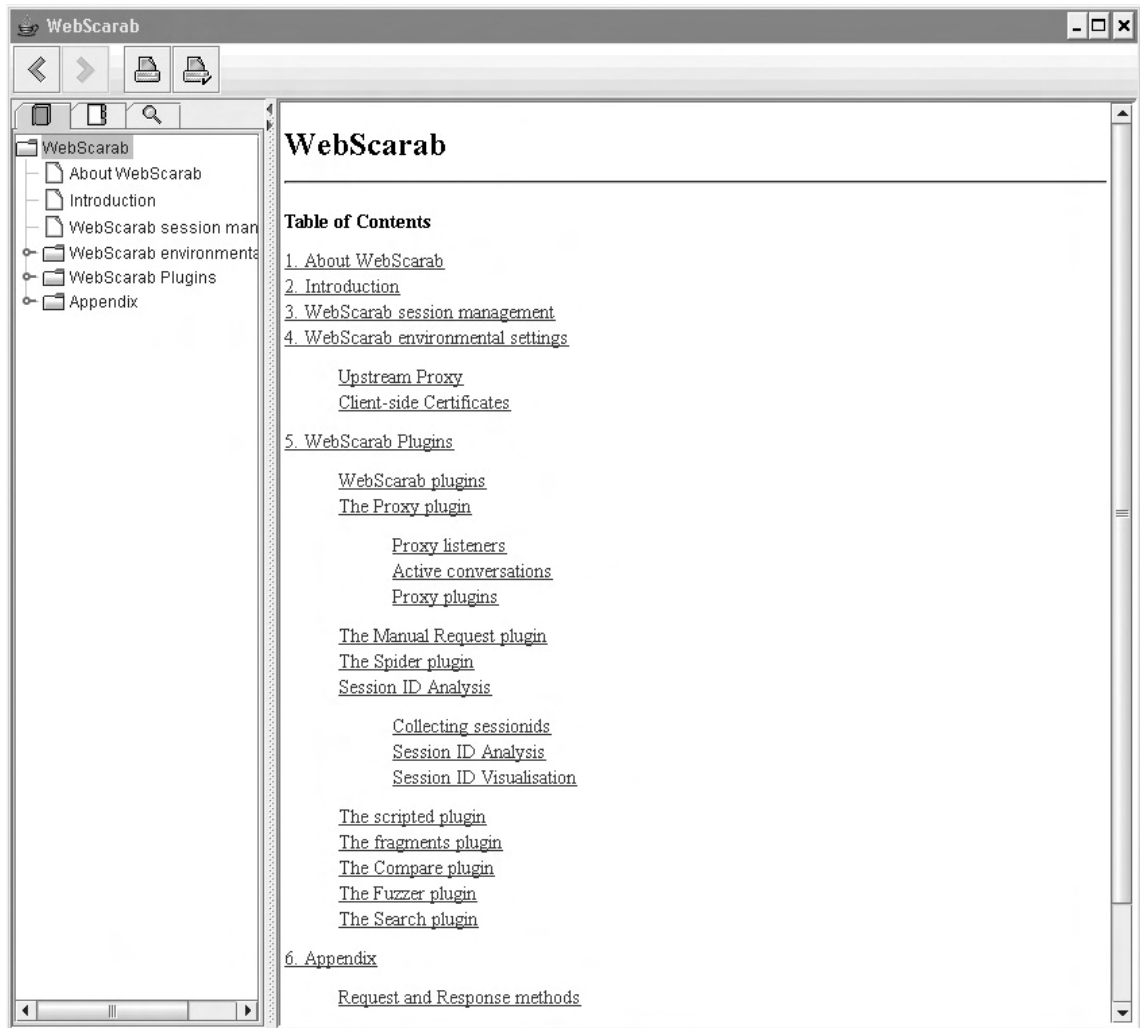 WebScarab
WebScarab
About WebScarab
Introduction
WebScarab session man
WebScarab environmenta
WebScarab Plugins
Appendix
WebScarab
Table of Contents
1. About WebScarab
2. Introduction
3. WebScarab session management
4. WebScarab environmental settings
Upstream Proxy
Client-side Certificates
5. WebScarab Plugins
WebScarab plugins
The Proxy plugin
Proxy listeners
Active conversations
Proxy plugins
The Manual Request plugin
The Spider plugin
Session ID Analysis
Collecting sessionids
Session ID Analysis
Session ID Visualisation
The scripted plugin
The fragments plugin
The Compare plugin
The Fuzzer plugin
The Search plugin
6. Appendix
Request and Response methods